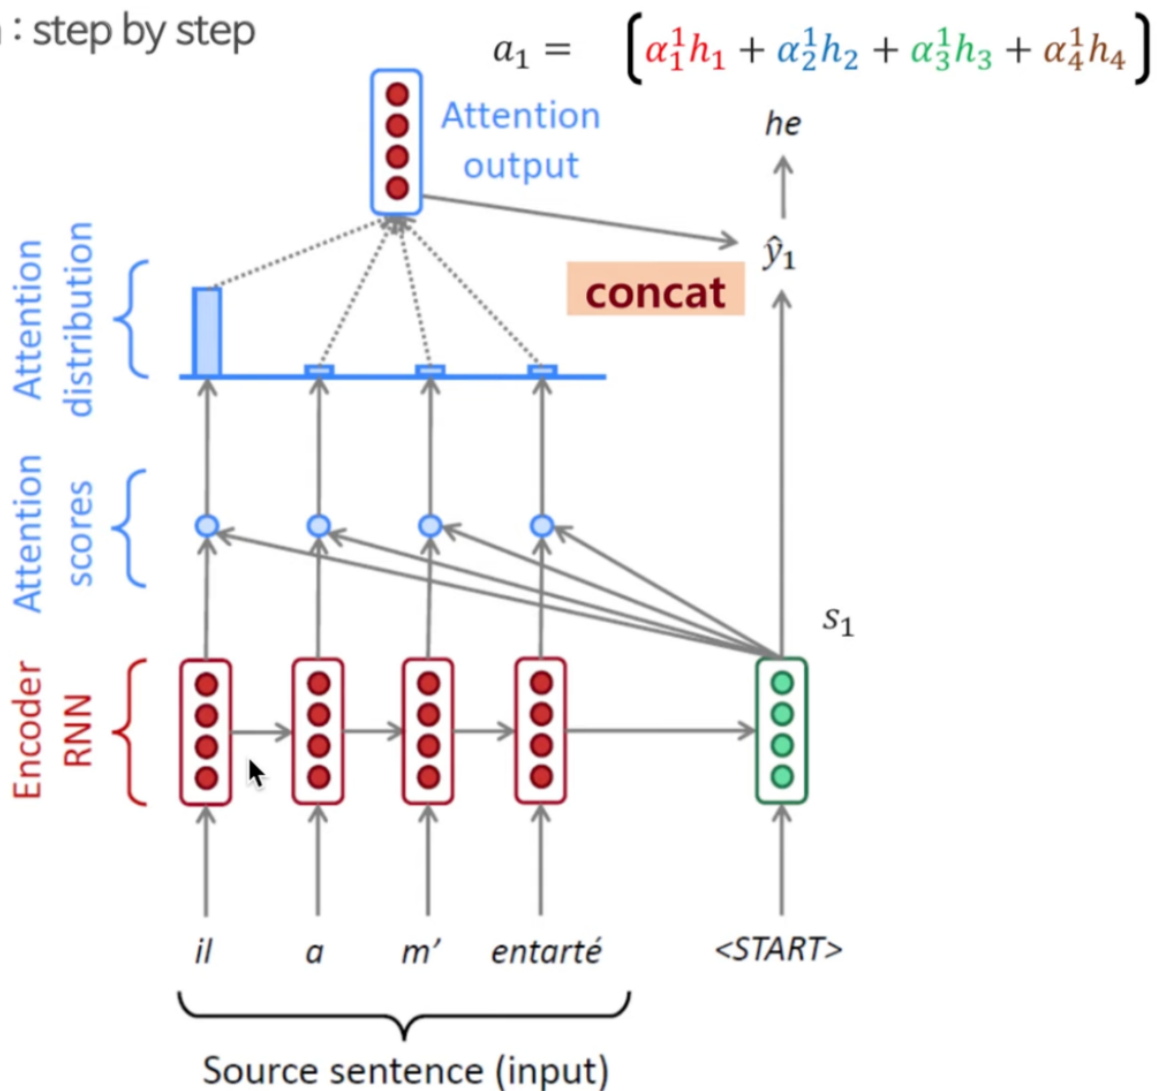 : step by step
a₁ = [α₁¹h₁ + α₂¹h₂ + α₃¹h₃ + α₄¹h₄]
Attention
output
he
ŷ₁
concat
Attention
distribution
Attention
scores
s₁
Encoder
RNN
il a m’ entarté <START>
Source sentence (input)